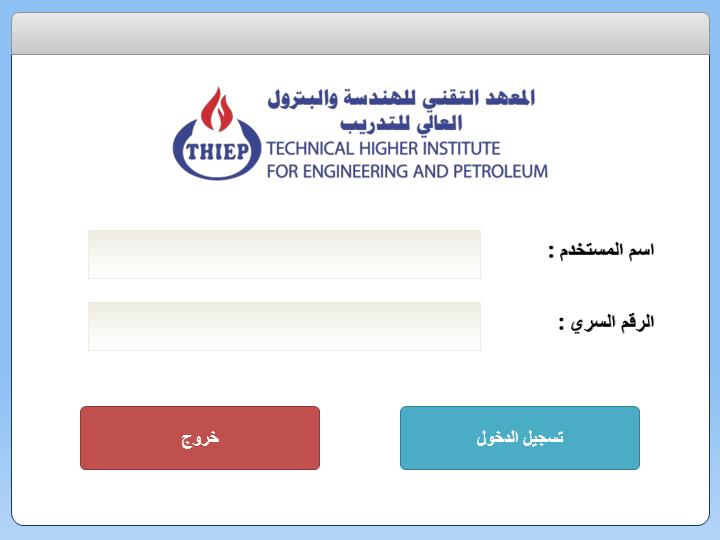 المعهد التقني للهندسة والبترول
العالي للتدريب
THIEP
TECHNICAL HIGHER INSTITUTE
FOR ENGINEERING AND PETROLEUM
اسم المستخدم :
الرقم السري :
تسجيل الدخول
خروج